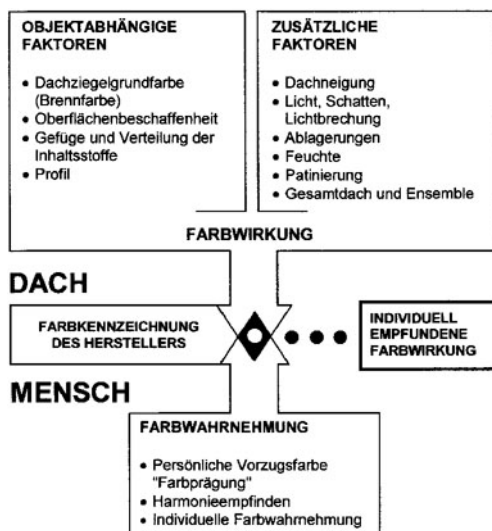 OBJEKTABHÄNGIGE
FAKTOREN
• Dachziegelgrundfarbe
(Brennfarbe)
• Oberflächenbeschaffenheit
• Gefüge und Verteilung der
Inhaltsstoffe
• Profil
ZUSÄTZLICHE
FAKTOREN
• Dachneigung
• Licht, Schatten,
Lichtbrechung
• Ablagerungen
• Feuchte
• Patinierung
• Gesamtdach und Ensemble
FARBWIRKUNG
DACH
FARBKENNZEICHNUNG
DES HERSTELLERS
INDIVIDUELL
EMPFUNDENE
FARBWIRKUNG
MENSCH
FARBWAHRNEHMUNG
• Persönliche Vorzugsfarbe
"Farbprägung"
• Harmonieempfinden
• Individuelle Farbwahrnehmung